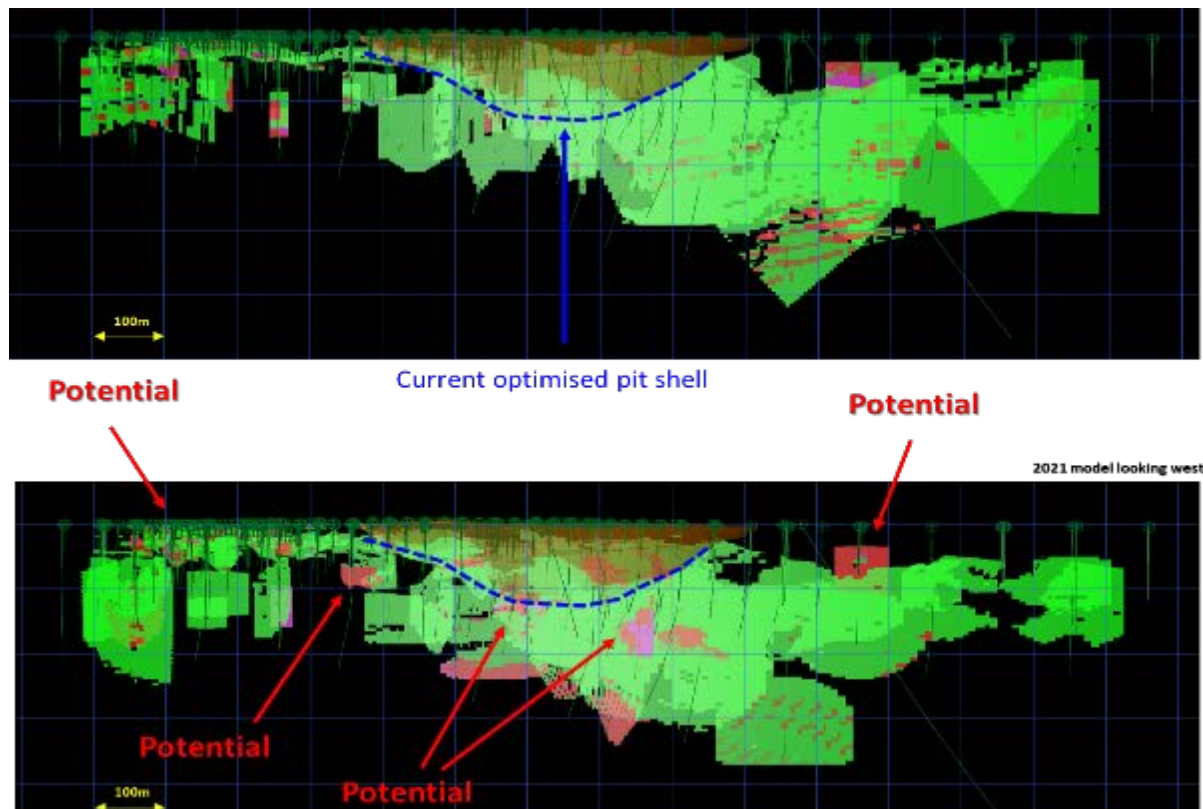 100m
Current optimised pit shell
Potential
Potential
2021 model looking west
Potential
Potential
100m